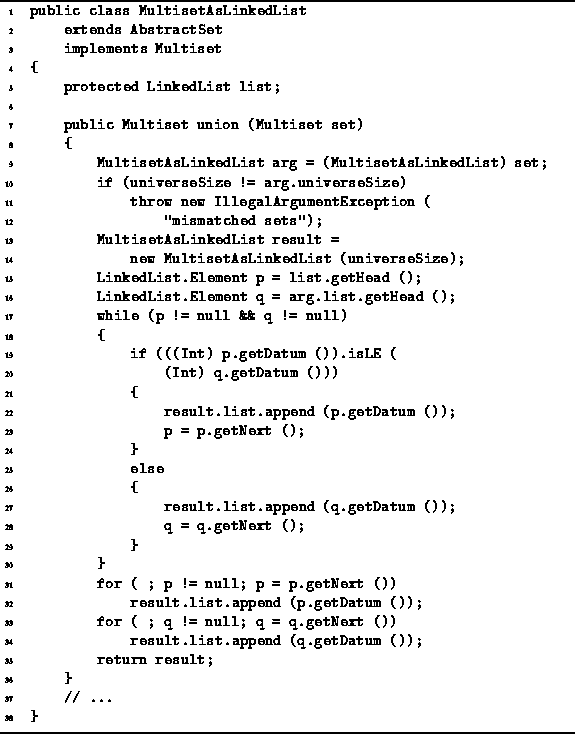 1 public class MultisetAsLinkedList
2     extends AbstractSet
3     implements Multiset
4 {
5     protected LinkedList list;
6
7     public Multiset union (Multiset set)
8     {
9         MultisetAsLinkedList arg = (MultisetAsLinkedList) set;
10         if (universeSize != arg.universeSize)
11             throw new IllegalArgumentException (
12                 "mismatched sets");
13         MultisetAsLinkedList result =
14             new MultisetAsLinkedList (universeSize);
15         LinkedList.Element p = list.getHead ();
16         LinkedList.Element q = arg.list.getHead ();
17         while (p != null && q != null)
18         {
19             if (((Int) p.getDatum ()).isLE (
20                 (Int) q.getDatum ()))
21             {
22                 result.list.append (p.getDatum ());
23                 p = p.getNext ();
24             }
25             else
26             {
27                 result.list.append (q.getDatum ());
28                 q = q.getNext ();
29             }
30         }
31         for ( ; p != null; p = p.getNext ())
32             result.list.append (p.getDatum ());
33         for ( ; q != null; q = q.getNext ())
34             result.list.append (q.getDatum ());
35         return result;
36     }
37     // ...
38 }